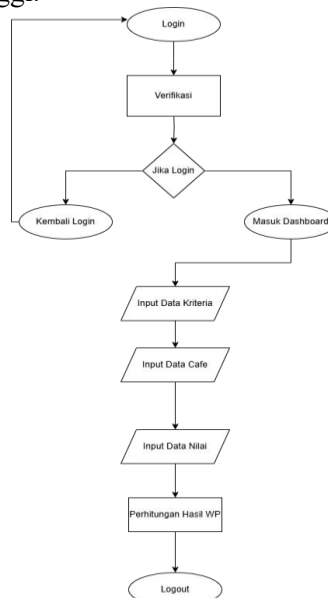 Login
Verifikasi
Jika Login
Kembali Login
Masuk Dashboard
Input Data Kriteria
Input Data Cafe
Input Data Nilai
Perhitungan Hasil WP
Logout